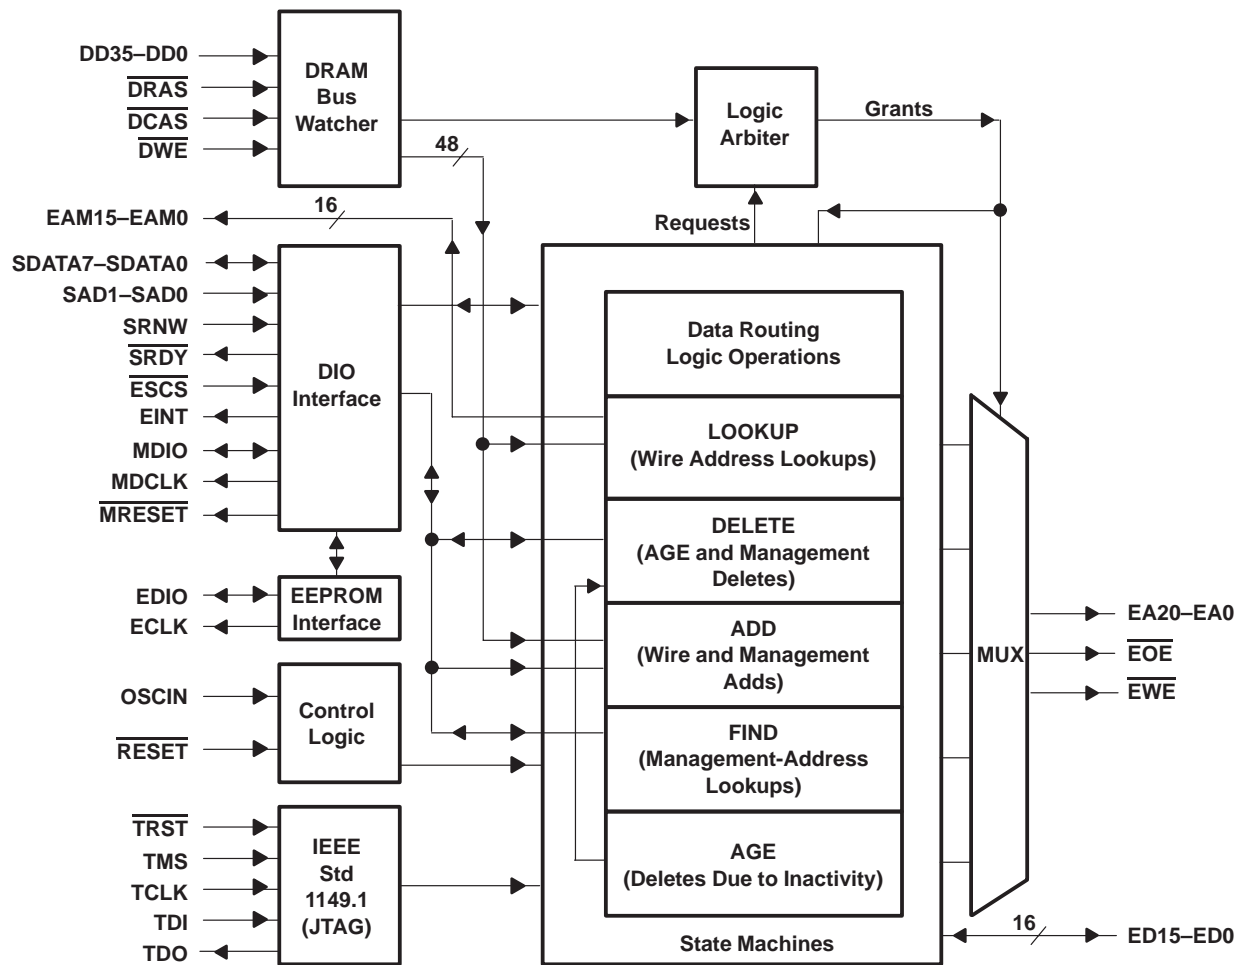 DD35–DD0
DRAS
DCAS
DWE
DRAM
Bus
Watcher
48
Logic
Arbiter
Grants
Requests
EAM15–EAM0
16
SDATA7–SDATA0
SAD1–SAD0
SRNW
SRDY
ESCS
EINT
MDIO
MDCLK
MRESET
DIO
Interface
EDIO
ECLK
EEPROM
Interface
OSCIN
RESET
Control
Logic
TRST
TMS
TCLK
TDI
TDO
IEEE
Std
1149.1
(JTAG)
Data Routing
Logic Operations
LOOKUP
(Wire Address Lookups)
DELETE
(AGE and Management
Deletes)
ADD
(Wire and Management
Adds)
FIND
(Management-Address
Lookups)
AGE
(Deletes Due to Inactivity)
State Machines
MUX
EA20–EA0
EOE
EWE
16
ED15–ED0